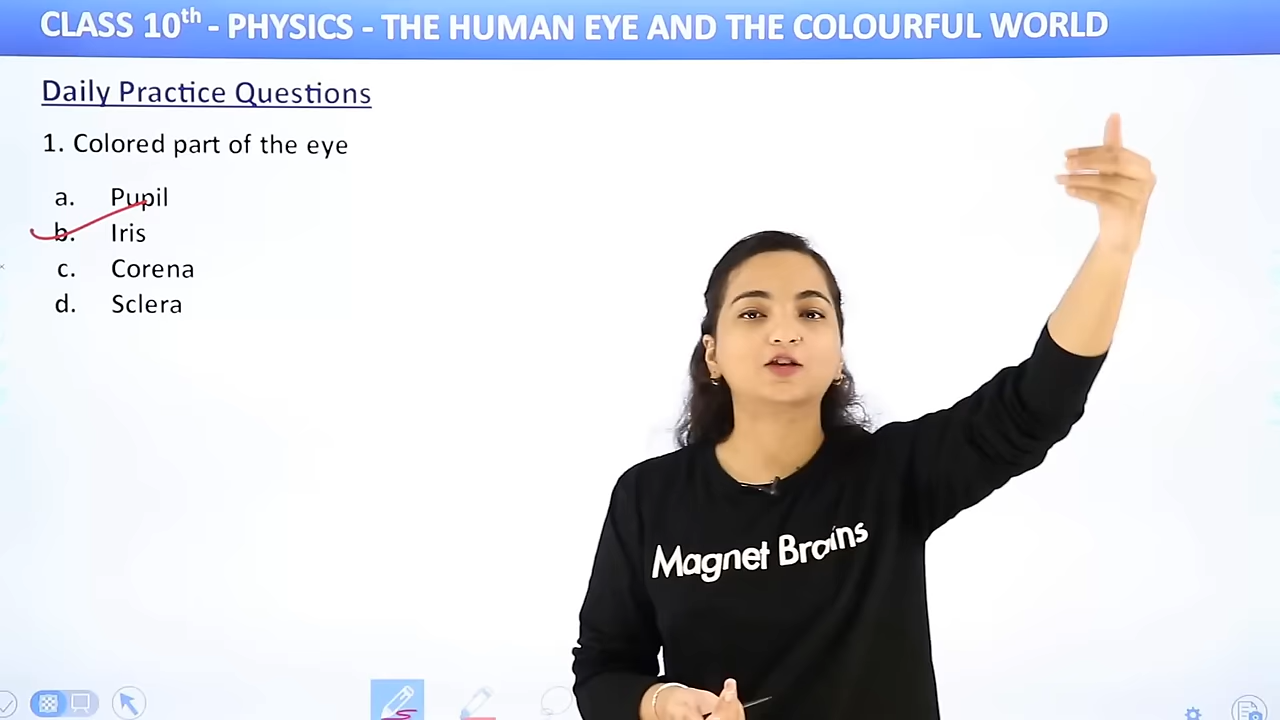 CLASS 10th - PHYSICS - THE HUMAN EYE AND THE COLOURFUL WORLD
Daily Practice Questions
1. Colored part of the eye
a. Pupil
b. Iris
c. Corena
d. Sclera
Magnet Brains